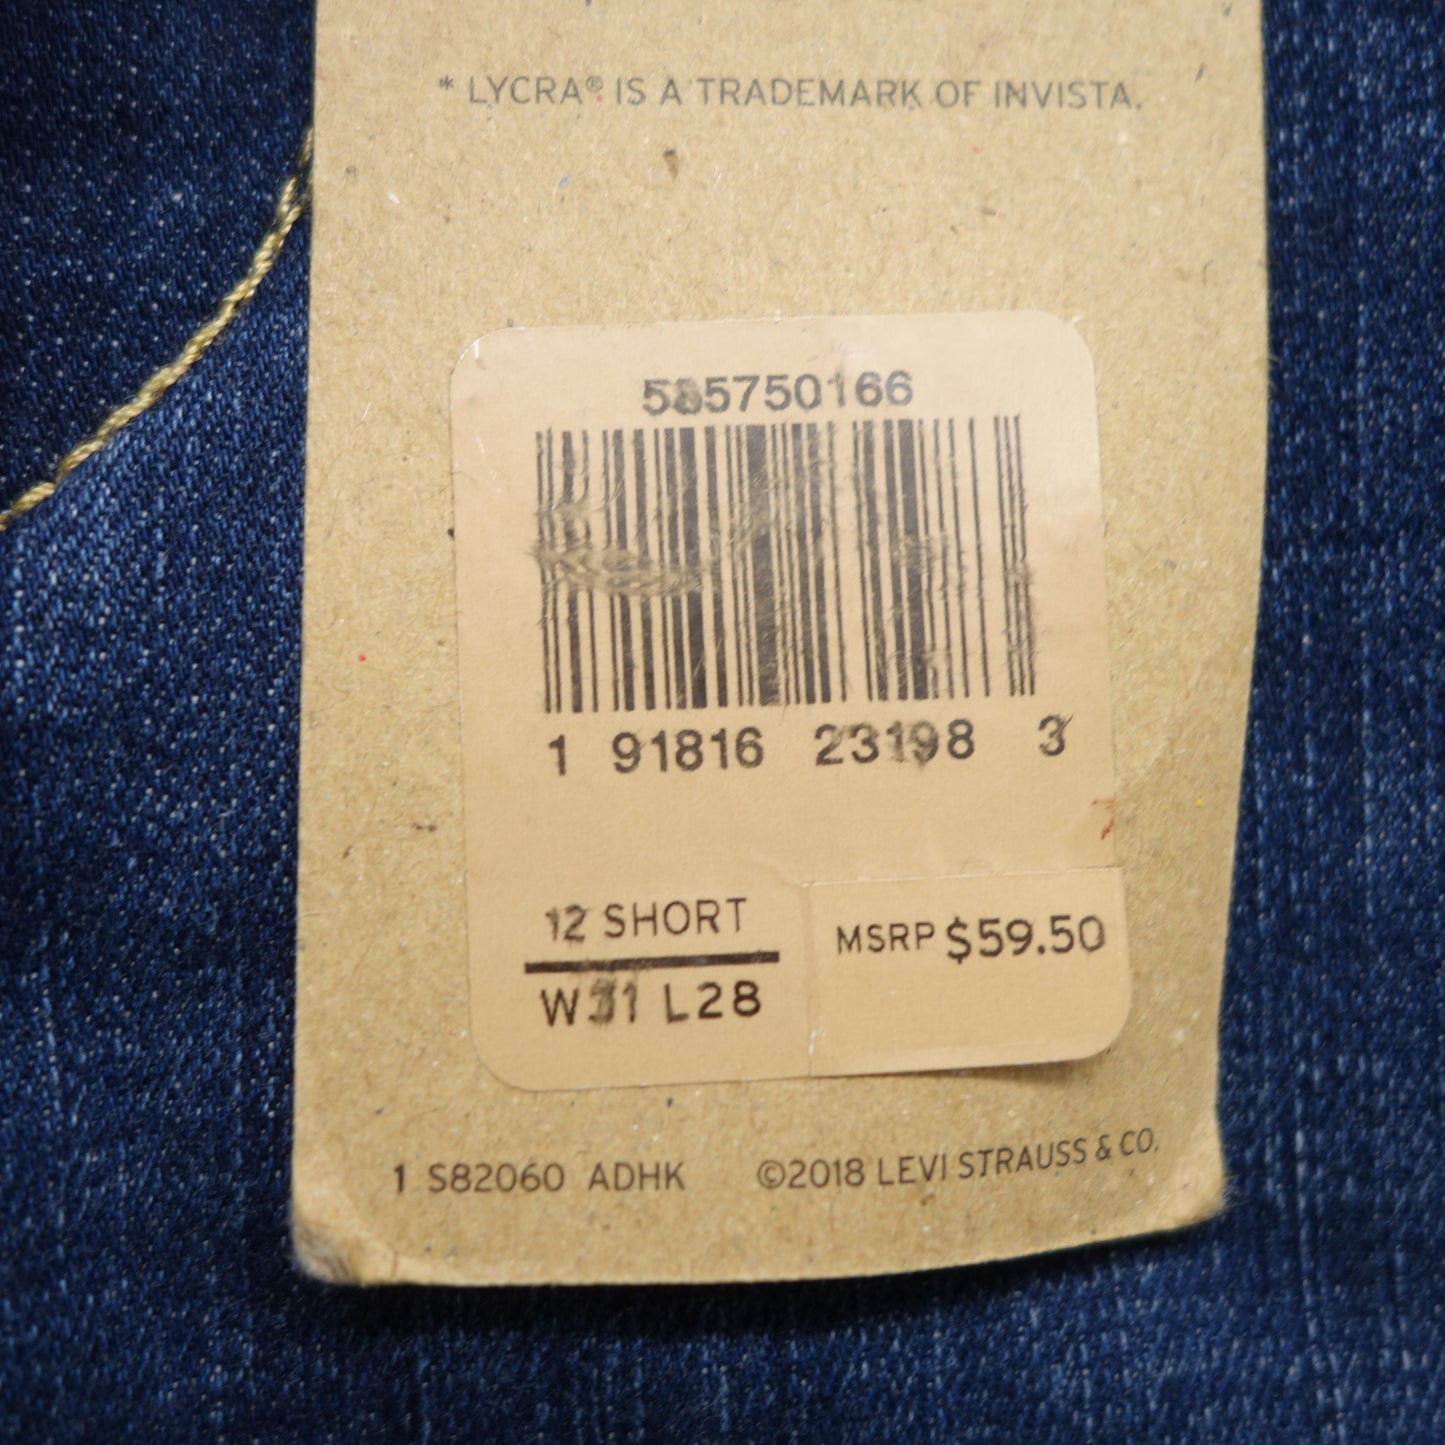 * LYCRA® IS A TRADEMARK OF INVISTA.
585750166
1 91816 23198 3
12 SHORT
MSRP $59.50
W31 L28
1 S82060 ADHK ©2018 LEVI STRAUSS & CO.